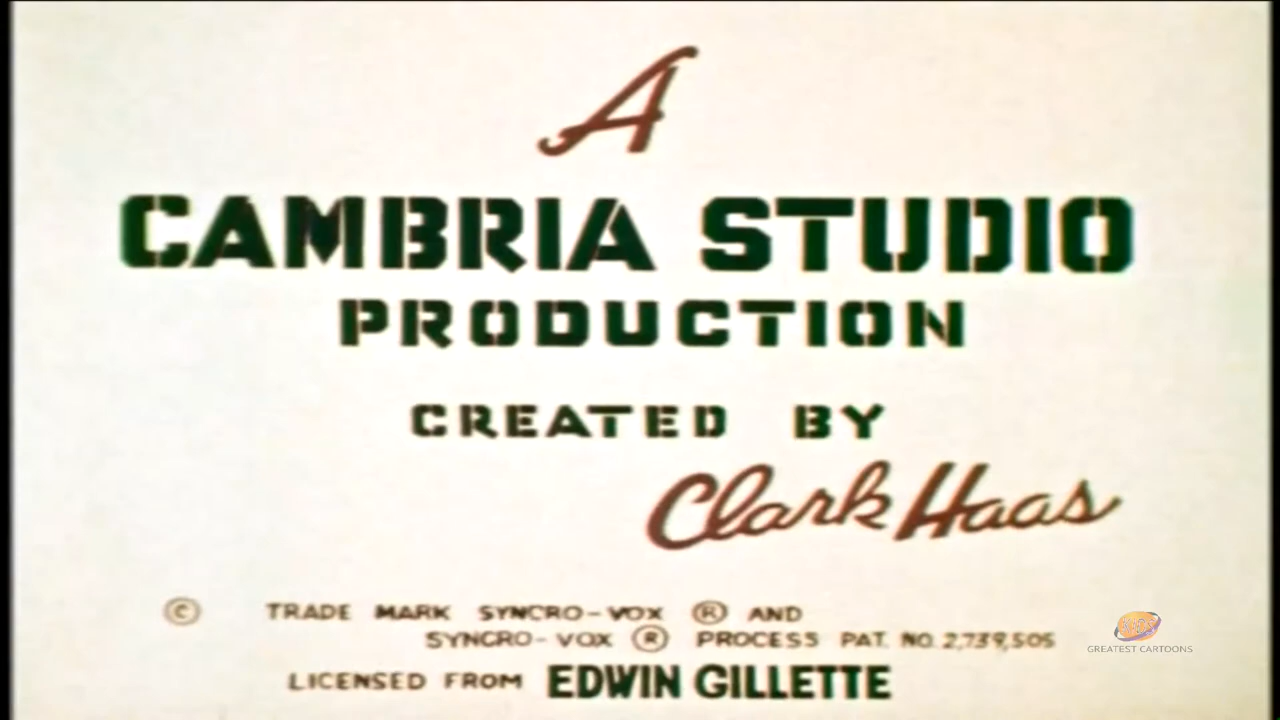 A
CAMBRIA STUDIO
PRODUCTION
CREATED BY
Clark Haas
© TRADE MARK SYNCRO-VOX ® AND
SYNCRO-VOX ® PROCESS PAT. NO. 2,739,505
LICENSED FROM EDWIN GILLETTE
KIDS
GREATEST CARTOONS